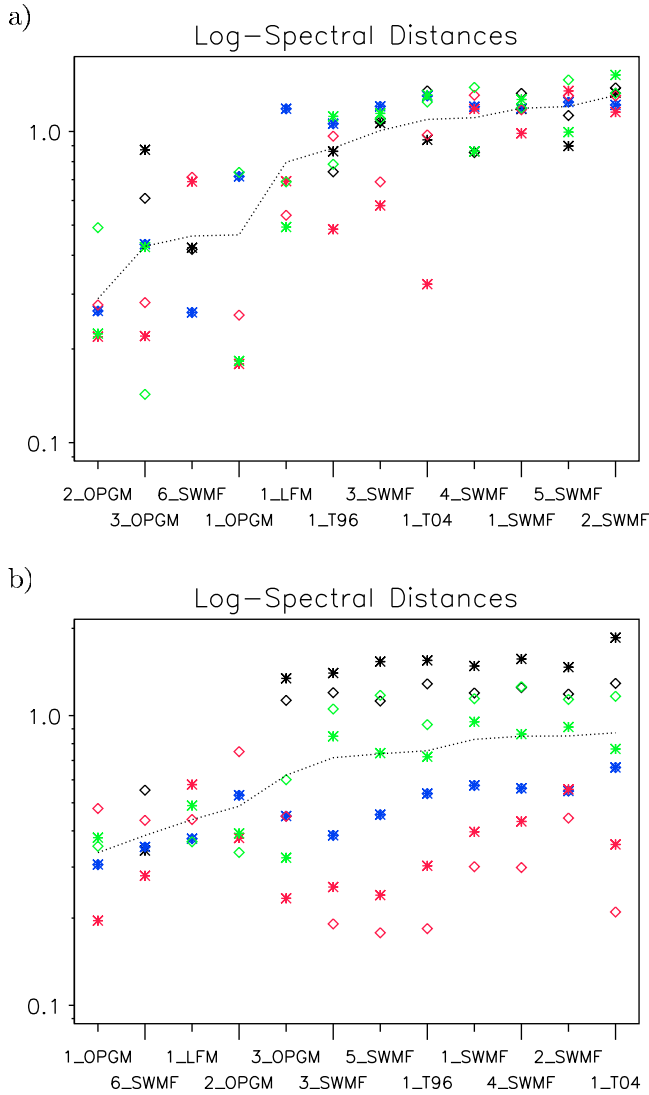 a)
Log-Spectral Distances
1.0
0.1
2_OPGM 6_SWMF 1_LFM 3_SWMF 4_SWMF 5_SWMF
3_OPGM 1_OPGM 1_T96 1_T04 1_SWMF 2_SWMF
b)
Log-Spectral Distances
1.0
0.1
1_OPGM 1_LFM 3_OPGM 5_SWMF 1_SWMF 2_SWMF
6_SWMF 2_OPGM 3_SWMF 1_T96 4_SWMF 1_T04